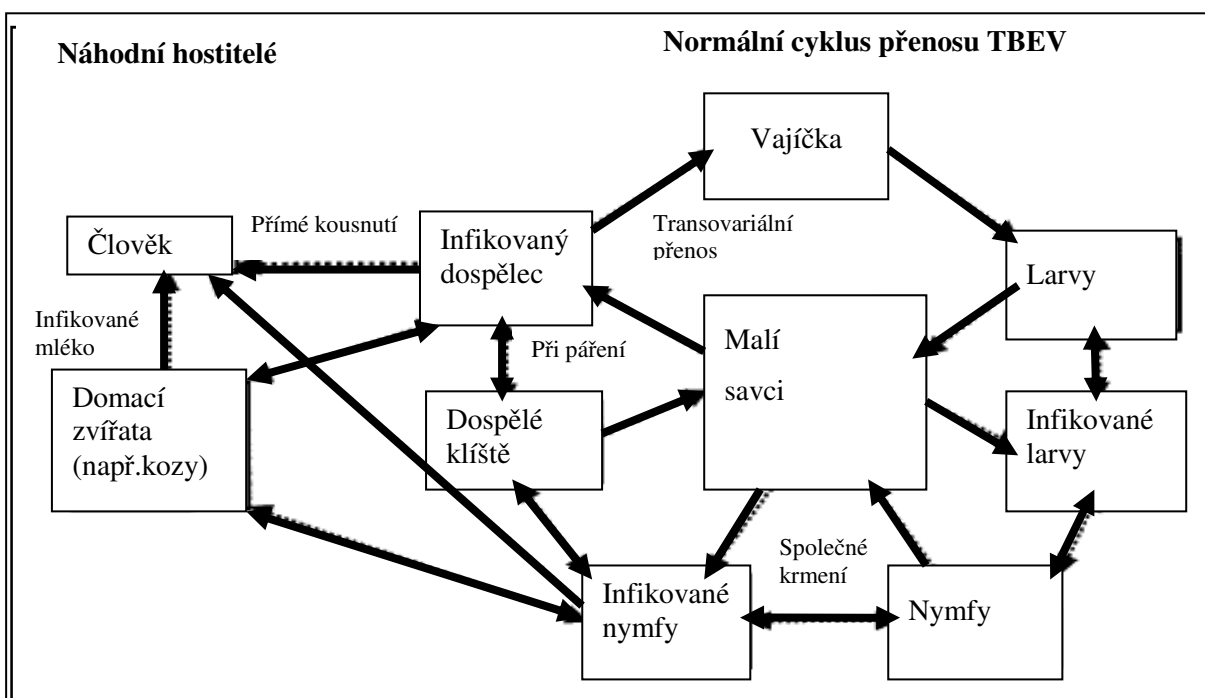 Náhodní hostitelé
Normální cyklus přenosu TBEV
Vajíčka
Člověk
Přímé kousnutí
Infikovaný
dospělec
Transovariální
přenos
Larvy
Infikované
mléko
Při páření
Malí
savci
Domací
zvířata
(např.kozy)
Dospělé
klíště
Infikované
larvy
Společné
krmení
Infikované
nymfy
Nymfy